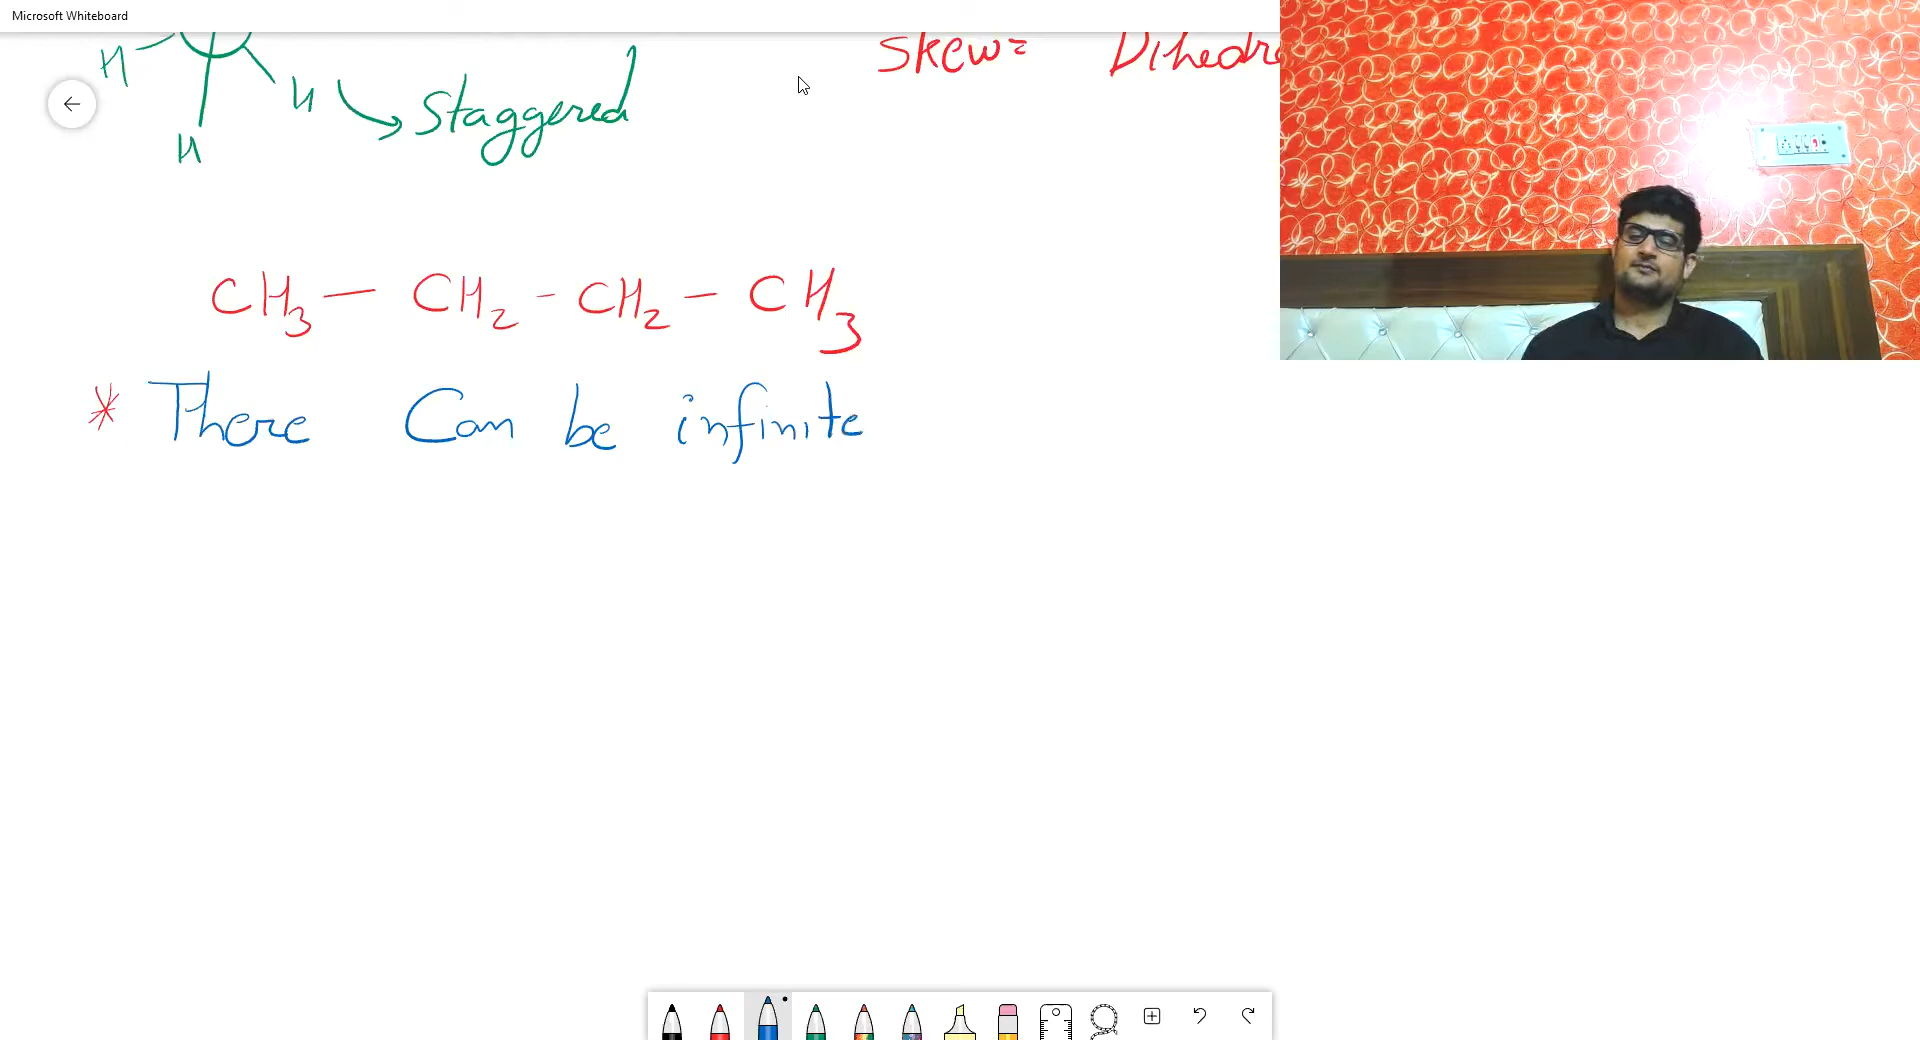 Microsoft Whiteboard
H
H
H
Staggered
Skew=
CH3 — CH2 - CH2 — CH3
* There Can be infinite